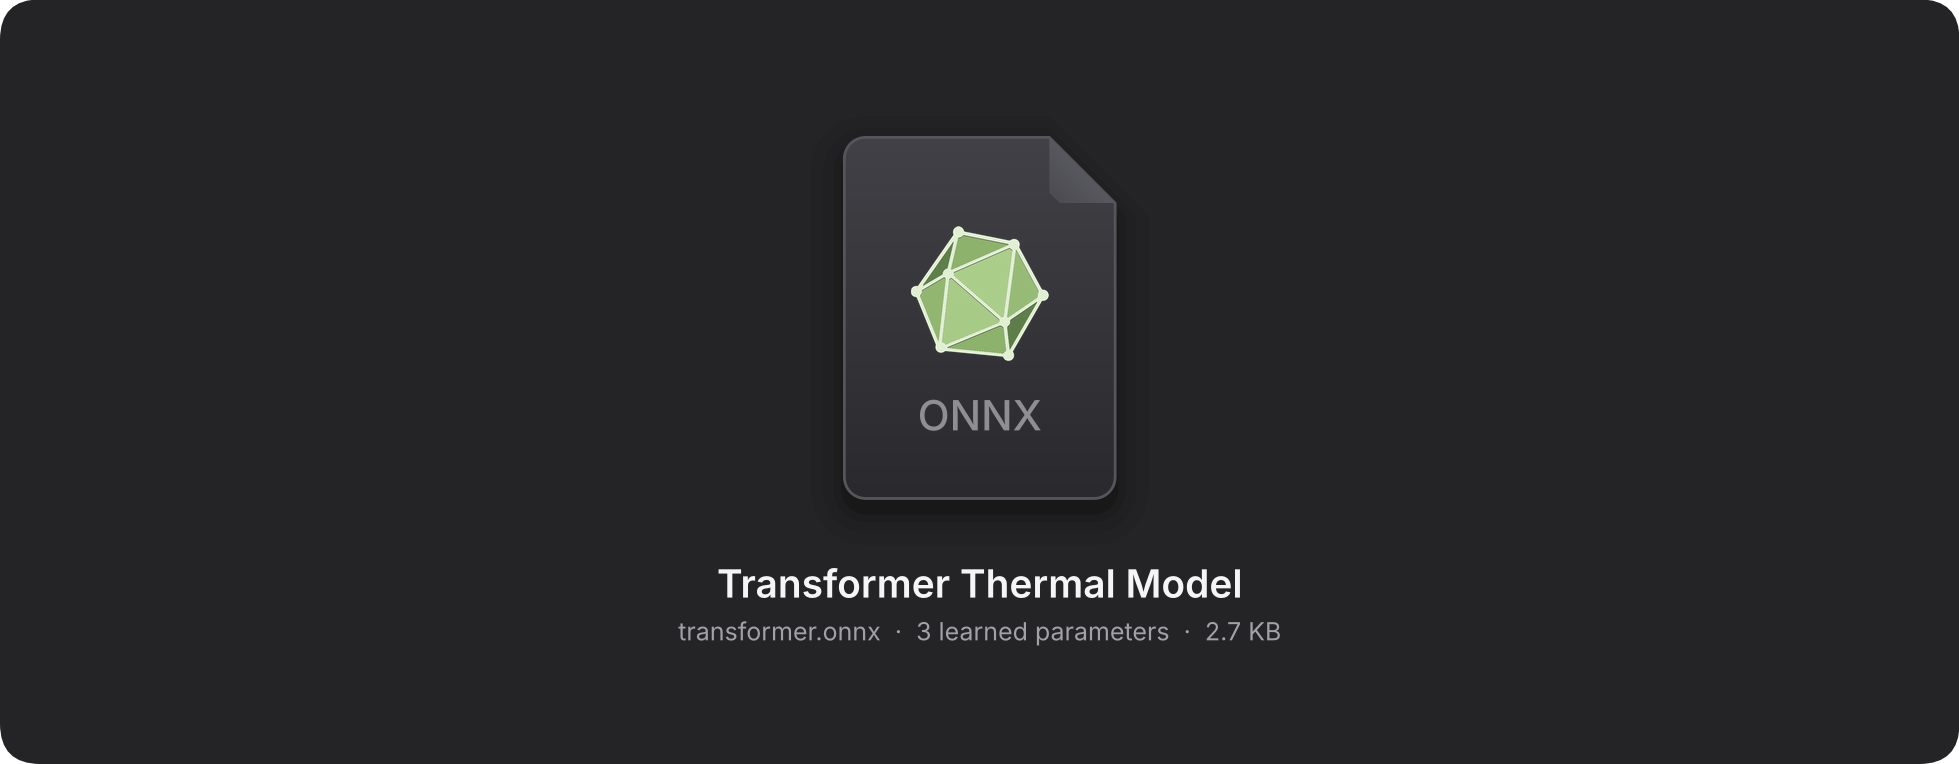 ONNX
Transformer Thermal Model
transformer.onnx · 3 learned parameters · 2.7 KB